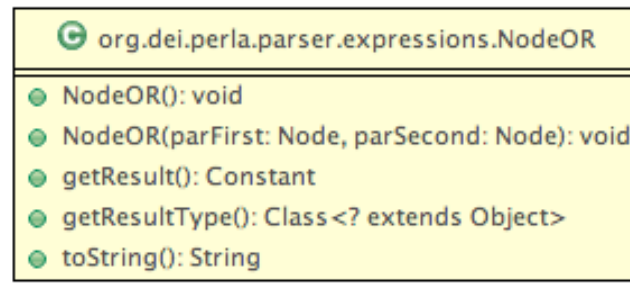 C org.dei.perla.parser.expressions.NodeOR
NodeOR(): void
NodeOR(parFirst: Node, parSecond: Node): void
getResult(): Constant
getResultType(): Class<? extends Object>
toString(): String